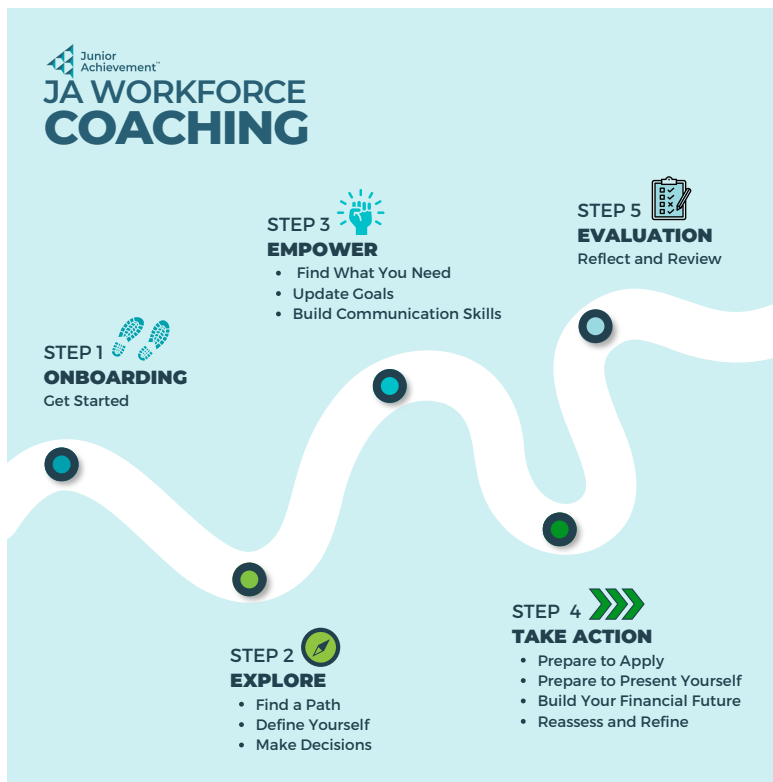 Junior
Achievement™
JA WORKFORCE
COACHING
STEP 1
ONBOARDING
Get Started
STEP 2
EXPLORE
• Find a Path
• Define Yourself
• Make Decisions
STEP 3
EMPOWER
• Find What You Need
• Update Goals
• Build Communication Skills
STEP 4
TAKE ACTION
• Prepare to Apply
• Prepare to Present Yourself
• Build Your Financial Future
• Reassess and Refine
STEP 5
EVALUATION
Reflect and Review